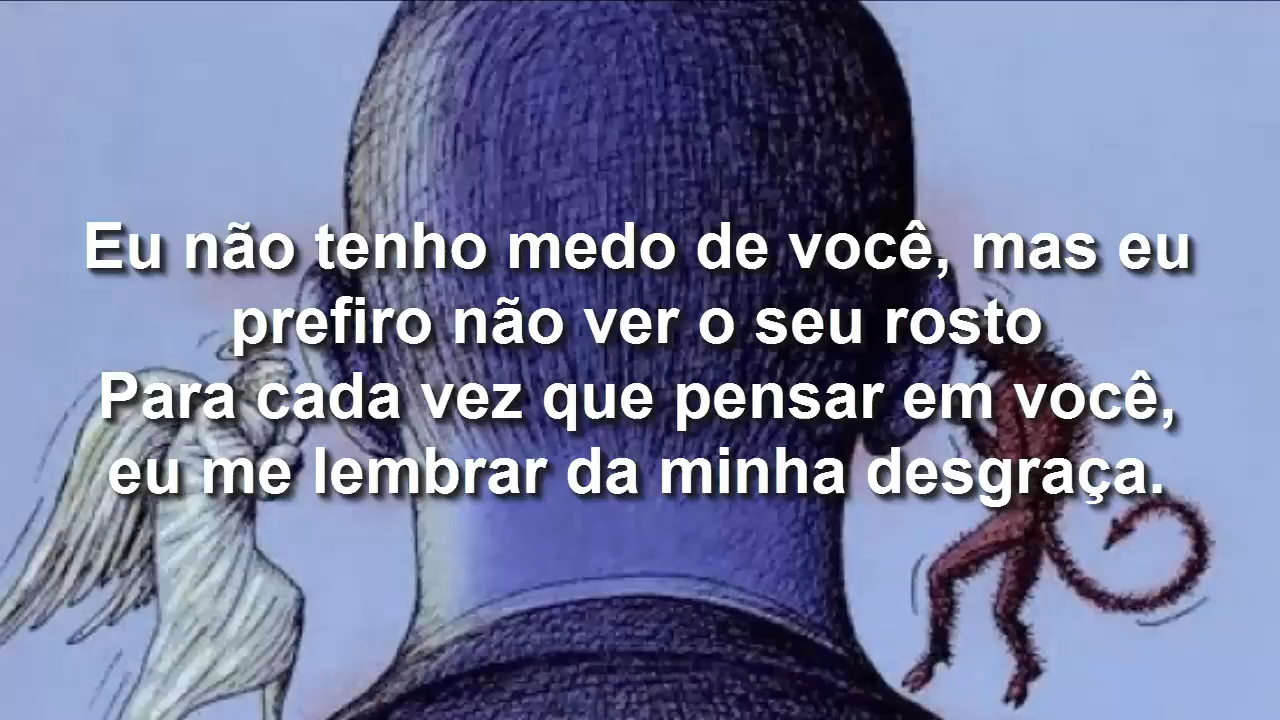 Eu não tenho medo de você, mas eu
prefiro não ver o seu rosto
Para cada vez que pensar em você,
eu me lembrar da minha desgraça.